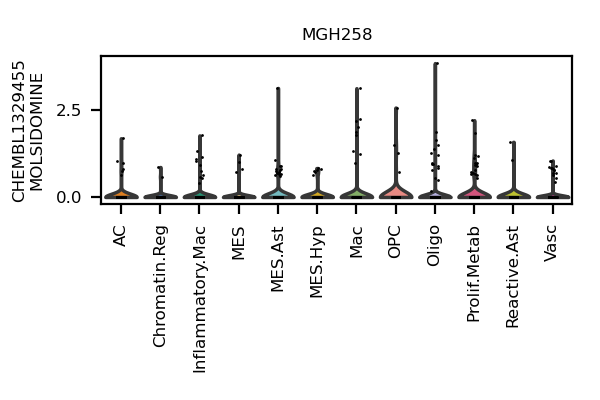 MGH258
CHEMBL1329455
MOLSIDOMINE
2.5
0.0
AC
Chromatin.Reg
Inflammatory.Mac
MES
MES.Ast
MES.Hyp
Mac
OPC
Oligo
Prolif.Metab
Reactive.Ast
Vasc